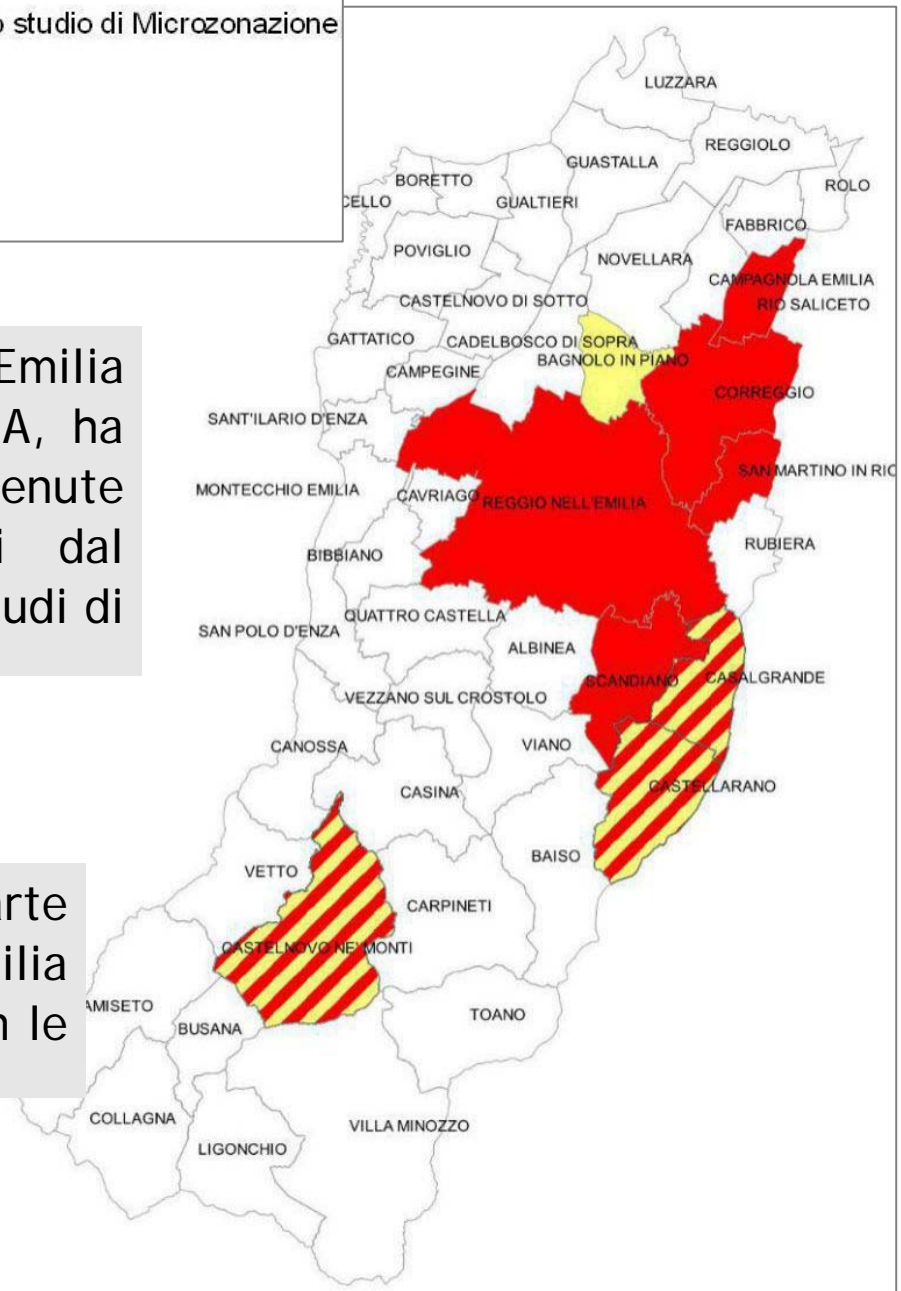 o studio di Microzonazione
LUZZARA
REGGIOLO
GUASTALLA
ROLO
BORETTO
CELLO
GUALTIERI
FABBRICO
POVIGLIO
NOVELLARA
CAMPAGNOLA EMILIA
CASTELNOVO DI SOTTO
RIO SALICETO
GATTATICO
CADELBOSCO DI SOPRA
BAGNOLO IN PIANO
CAMPEGINE
CORREGGIO
SANT'ILARIO D'ENZA
SAN MARTINO IN RIO
MONTECCHIO EMILIA
CAVRIAGO
REGGIO NELL'EMILIA
RUBIERA
BIBBIANO
QUATTRO CASTELLA
SAN POLO D'ENZA
ALBINEA
SCANDIANO
CASALGRANDE
VEZZANO SUL CROSTOLO
CANOSSA
VIANO
CASINA
CASTELLARANO
BAISO
VETTO
CARPINETI
CASTELNOVO NE'MONTI
AMISETO
BUSANA
TOANO
COLLAGNA
LIGONCHIO
VILLA MINOZZO
Emilia
A, ha
enute
i dal
udi di
arte
ilia
n le